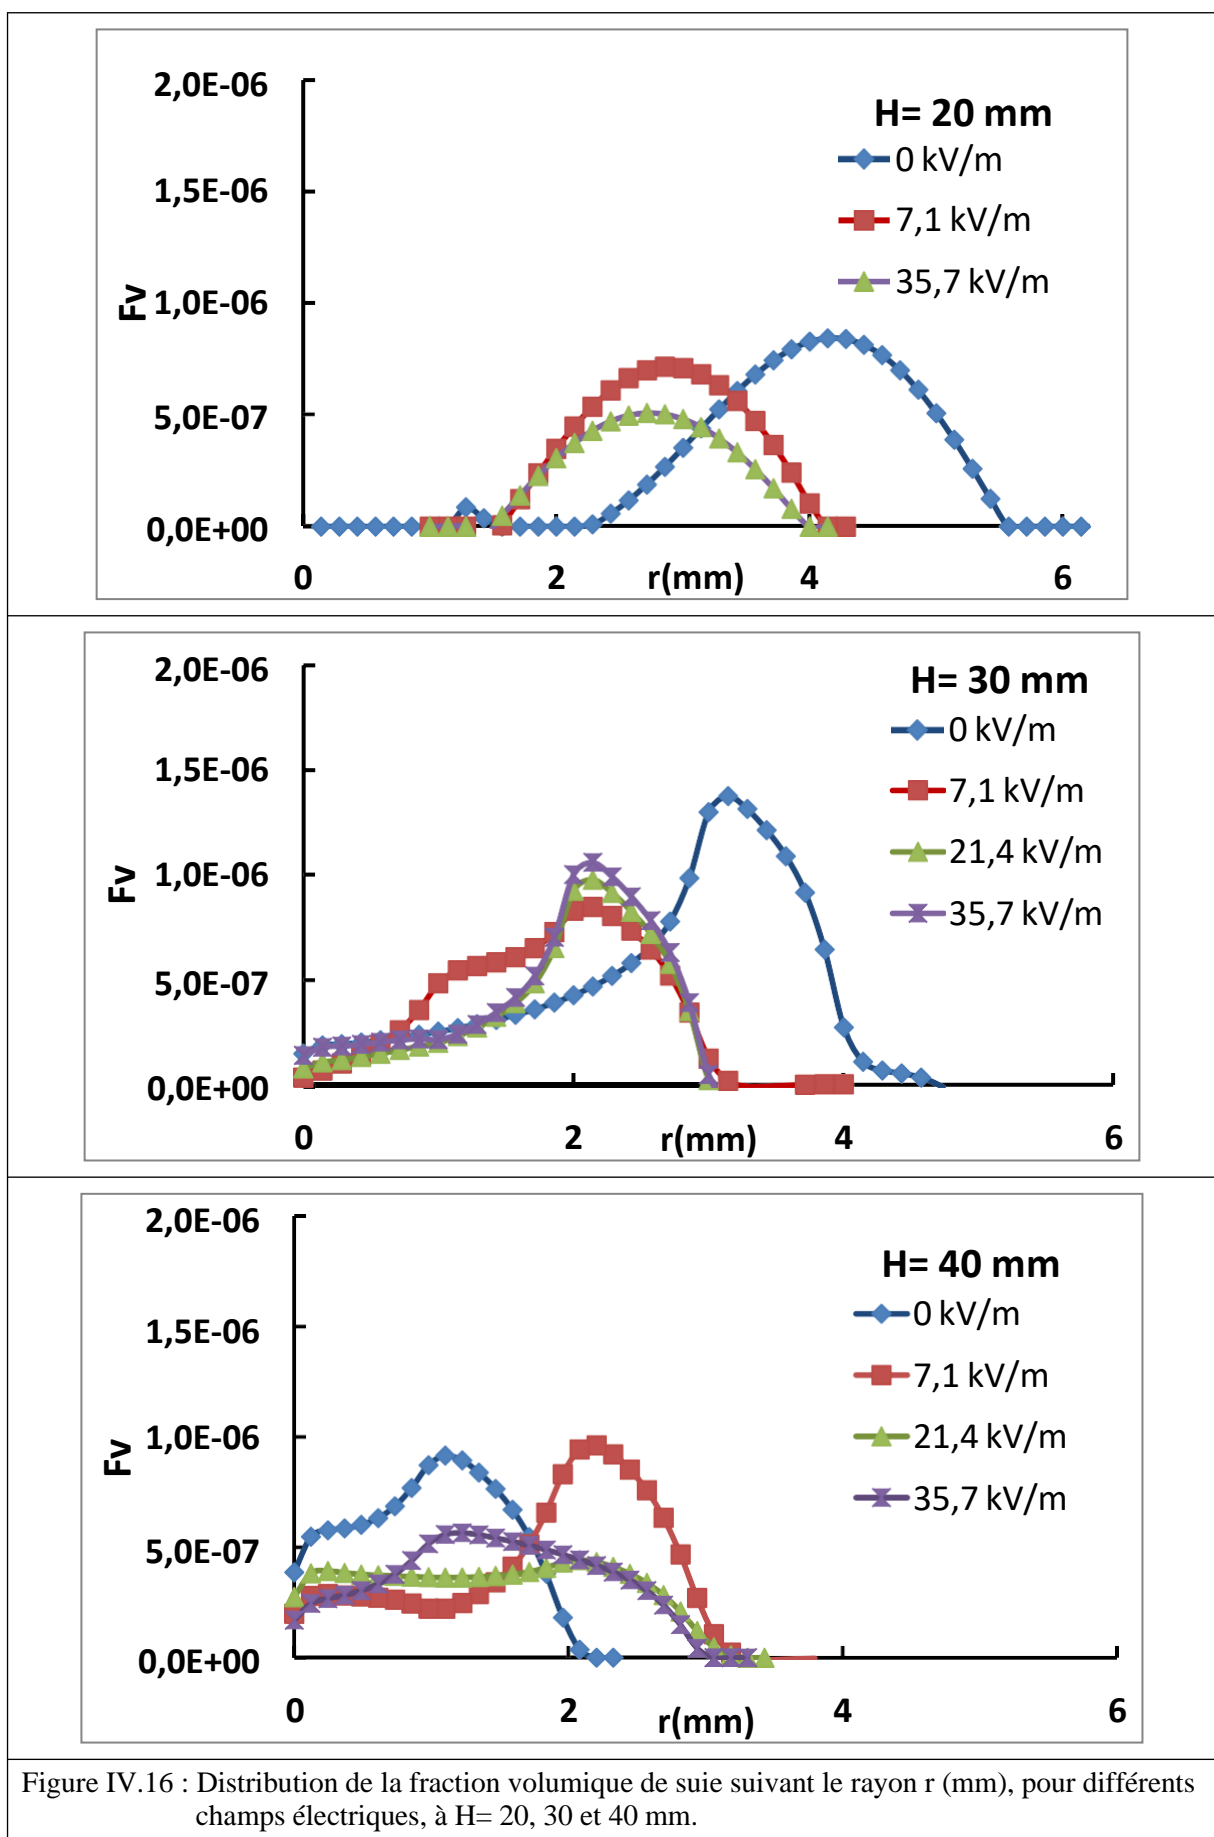 2,0E-06
1,5E-06
1,0E-06
5,0E-07
0,0E+00
Fv
H= 20 mm
0 kV/m
7,1 kV/m
35,7 kV/m
0 2 4 6
r(mm)
2,0E-06
1,5E-06
1,0E-06
5,0E-07
0,0E+00
Fv
H= 30 mm
0 kV/m
7,1 kV/m
21,4 kV/m
35,7 kV/m
0 2 4 6
r(mm)
2,0E-06
1,5E-06
1,0E-06
5,0E-07
0,0E+00
Fv
H= 40 mm
0 kV/m
7,1 kV/m
21,4 kV/m
35,7 kV/m
0 2 4 6
r(mm)
Figure IV.16 : Distribution de la fraction volumique de suie suivant le rayon r (mm), pour différents
champs électriques, à H= 20, 30 et 40 mm.